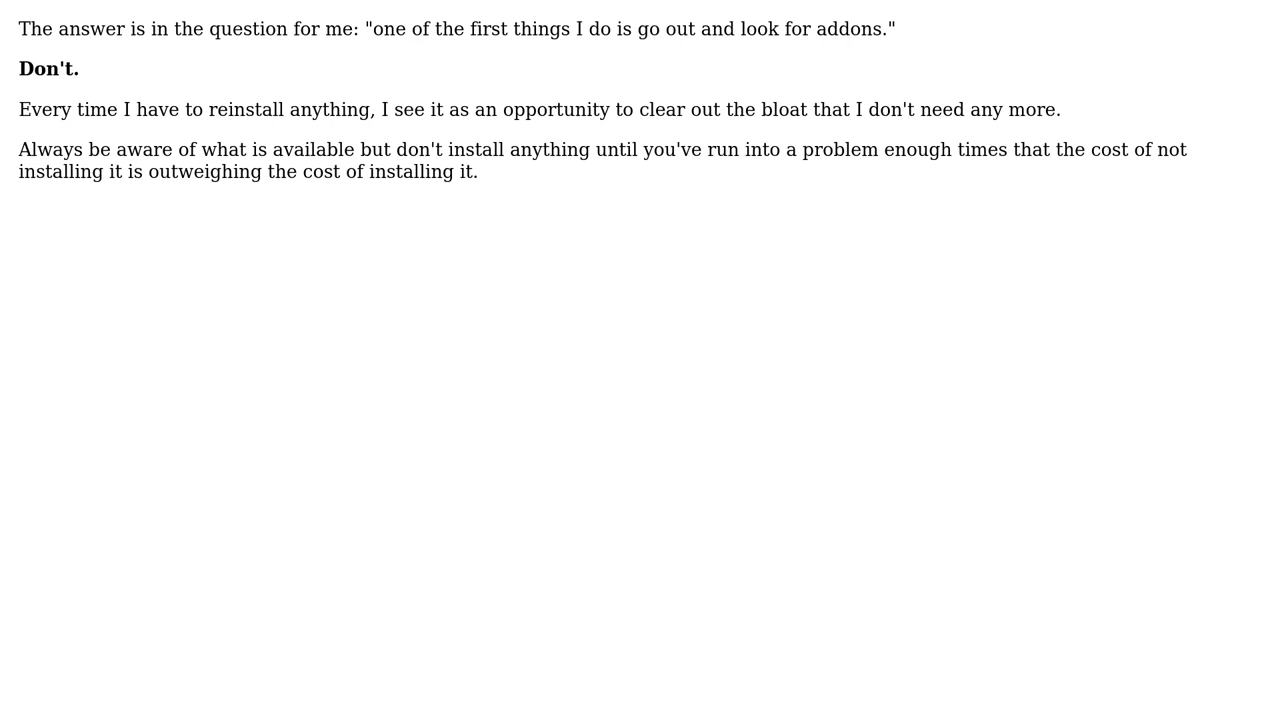 The answer is in the question for me: "one of the first things I do is go out and look for addons."
Don't.
Every time I have to reinstall anything, I see it as an opportunity to clear out the bloat that I don't need any more.
Always be aware of what is available but don't install anything until you've run into a problem enough times that the cost of not
installing it is outweighing the cost of installing it.